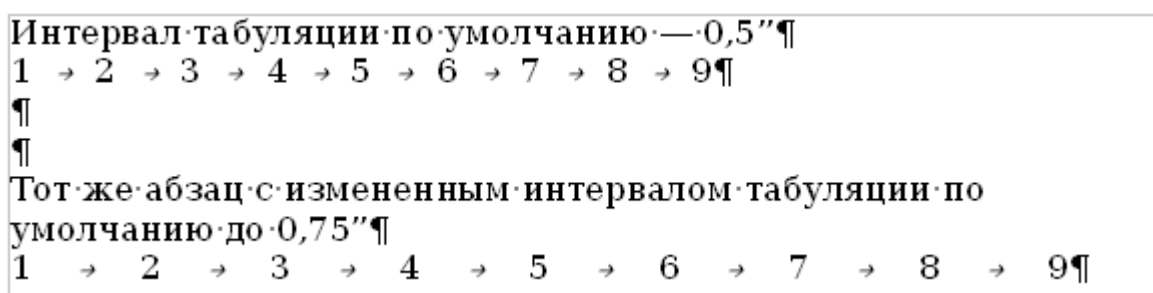 Интервал·табуляции·по·умолчанию·—·0,5″¶
1 → 2 → 3 → 4 → 5 → 6 → 7 → 8 → 9¶
¶
¶
Тот·же·абзац·с·измененным·интервалом·табуляции·по
умолчанию·до·0,75″¶
1 → 2 → 3 → 4 → 5 → 6 → 7 → 8 → 9¶